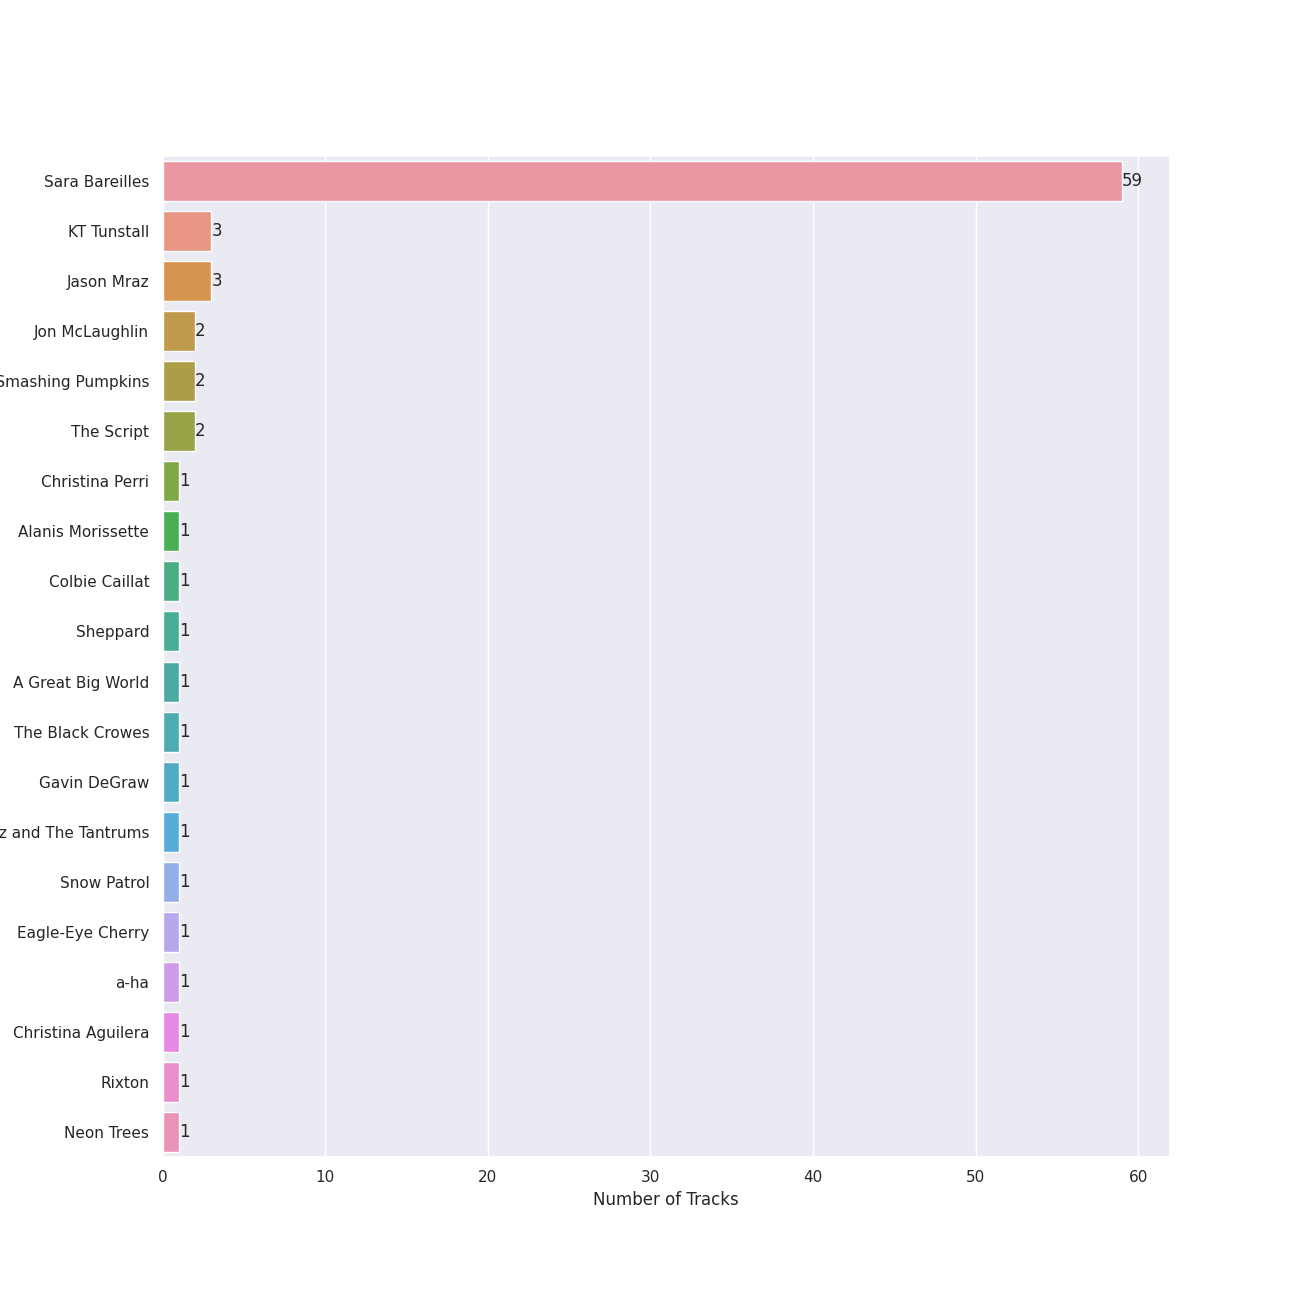 Sara Bareilles 59
KT Tunstall 3
Jason Mraz 3
Jon McLaughlin 2
Smashing Pumpkins 2
The Script 2
Christina Perri 1
Alanis Morissette 1
Colbie Caillat 1
Sheppard 1
A Great Big World 1
The Black Crowes 1
Gavin DeGraw 1
z and The Tantrums 1
Snow Patrol 1
Eagle-Eye Cherry 1
a-ha 1
Christina Aguilera 1
Rixton 1
Neon Trees 1
0 10 20 30 40 50 60
Number of Tracks